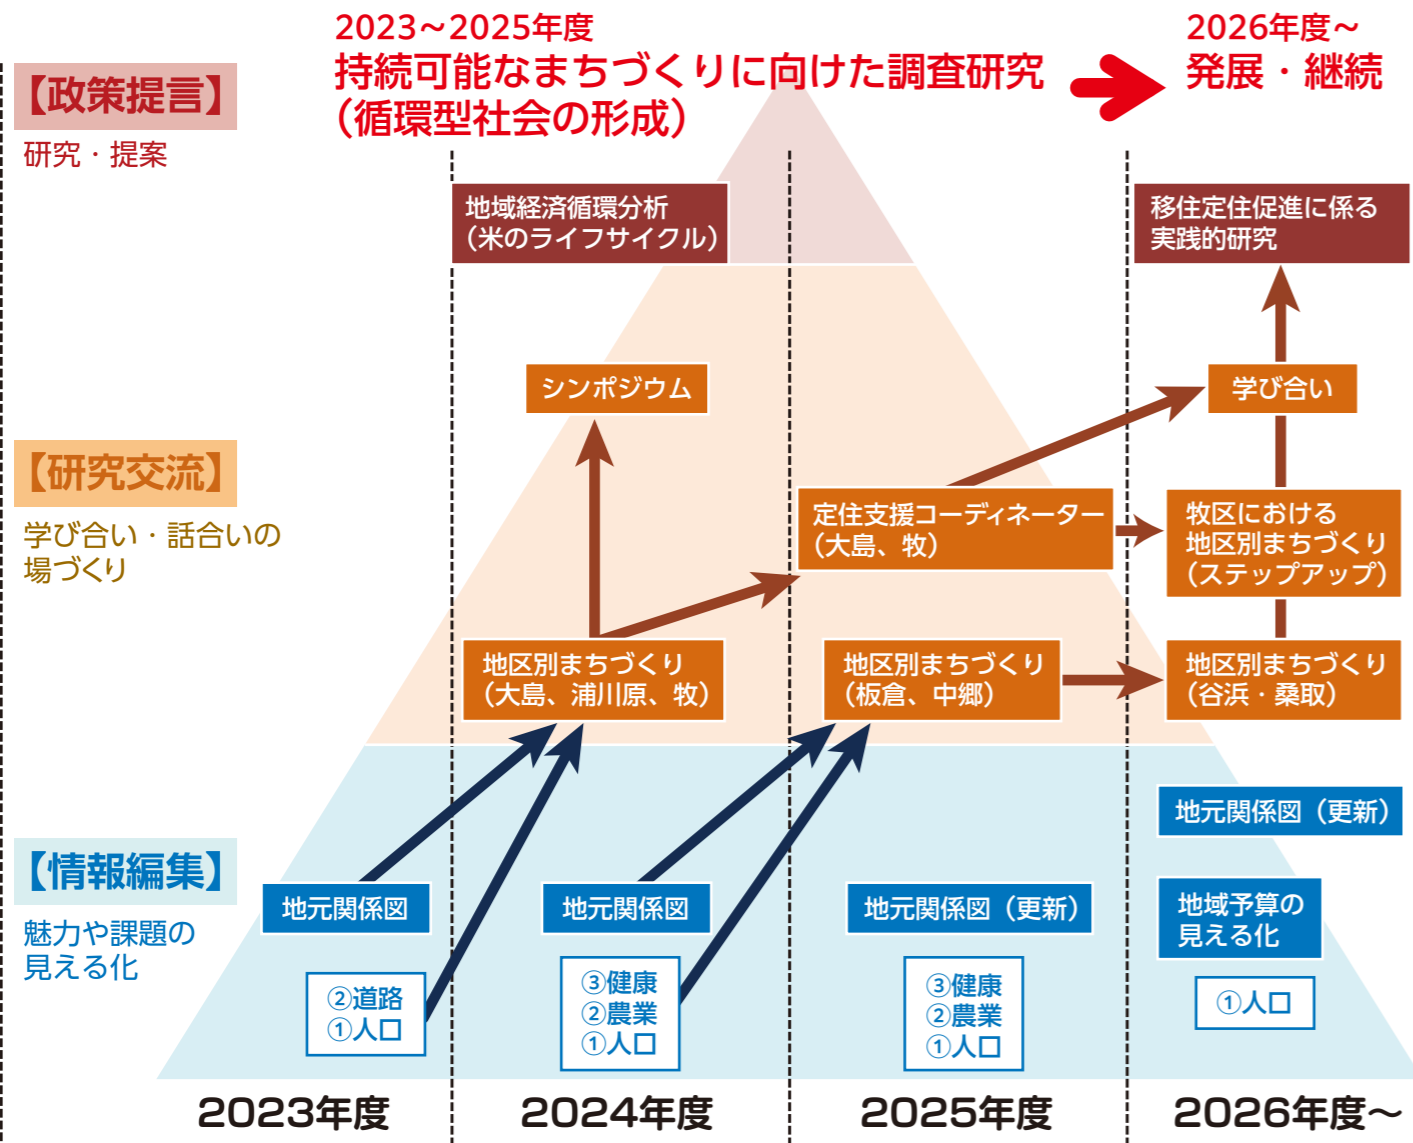 2023～2025年度
持続可能なまちづくりに向けた調査研究
（循環型社会の形成）
2026年度～
発展・継続
【政策提言】
研究・提案
地域経済循環分析
（米のライフサイクル）
移住定住促進に係る
実践的研究
シンポジウム
学び合い
【研究交流】
学び合い・話合いの
場づくり
定住支援コーディネーター
（大島、牧）
牧区における
地区別まちづくり
（ステップアップ）
地区別まちづくり
（大島、浦川原、牧）
地区別まちづくり
（板倉、中郷）
地区別まちづくり
（谷浜・桑取）
【情報編集】
魅力や課題の
見える化
地元関係図
地元関係図
地元関係図（更新）
地元関係図（更新）
地域予算の
見える化
②道路
①人口
③健康
②農業
①人口
③健康
②農業
①人口
①人口
2023年度
2024年度
2025年度
2026年度～